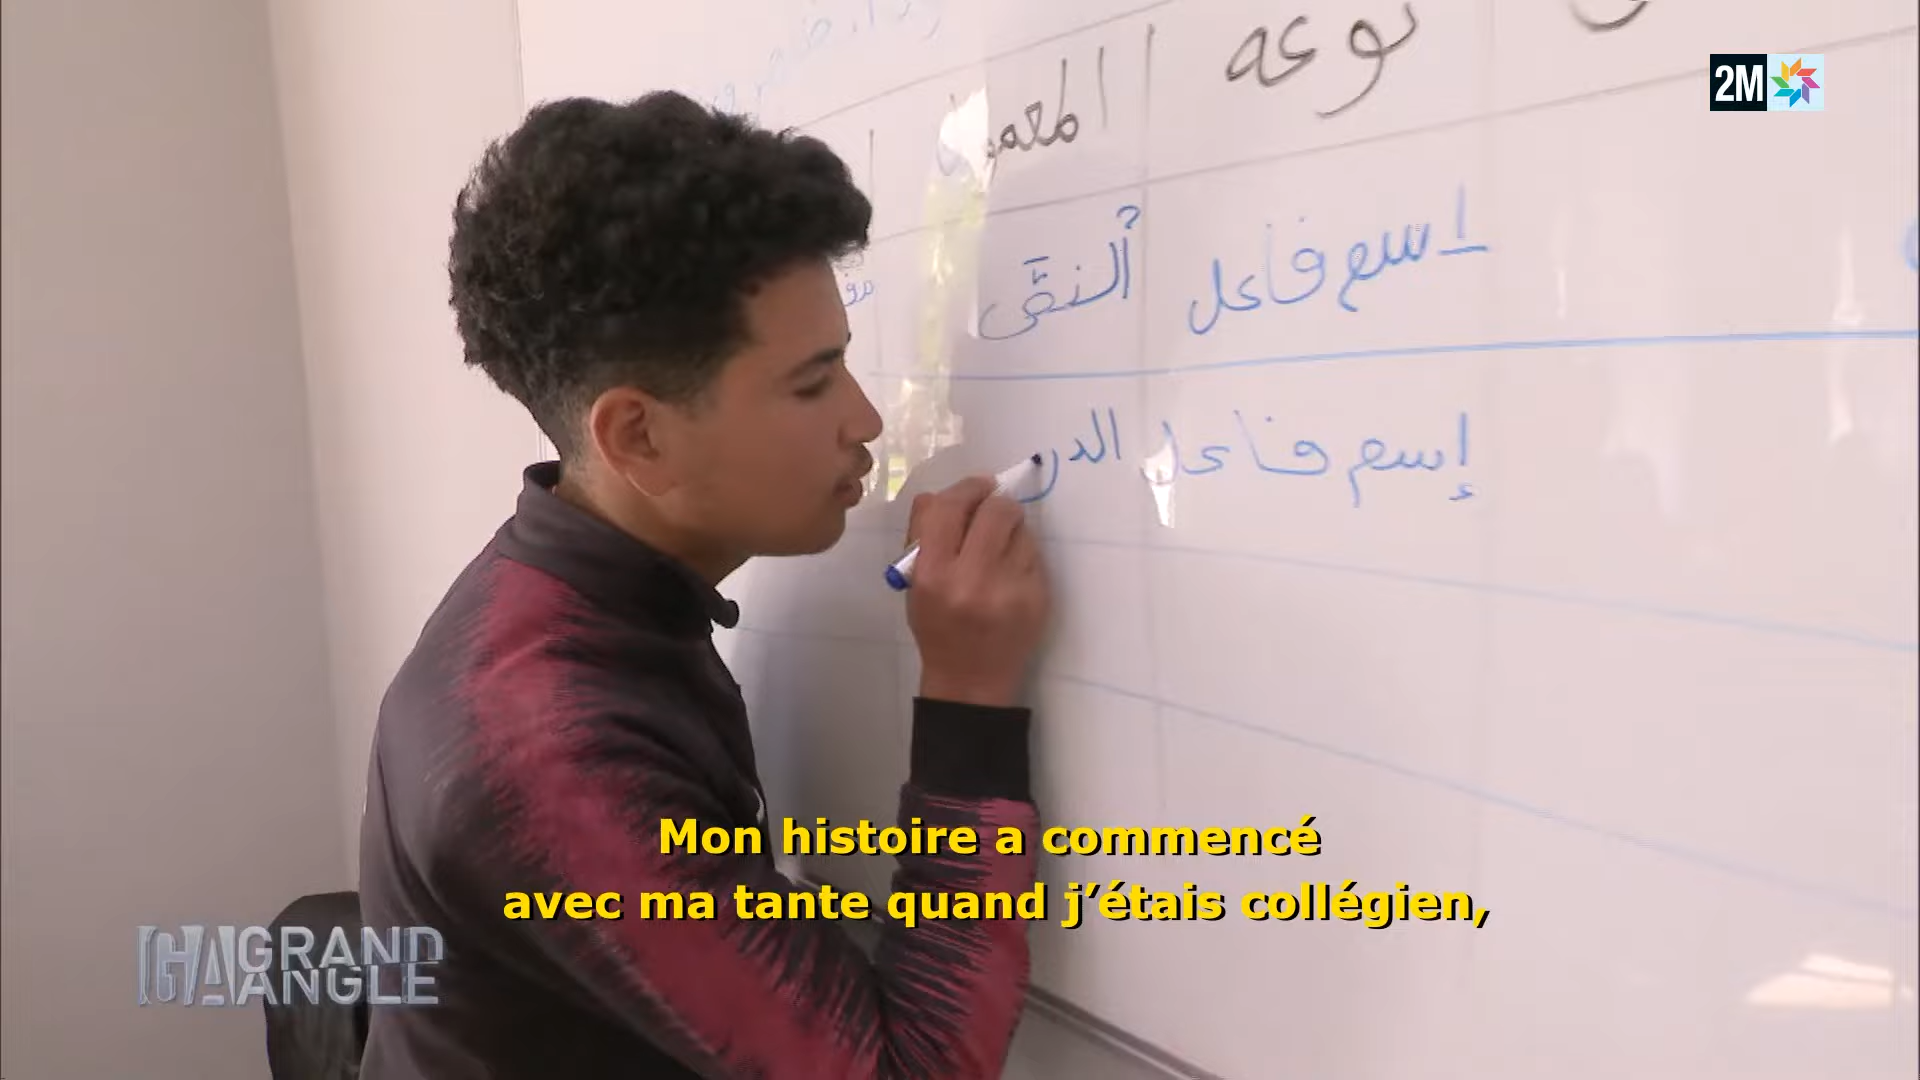 2M
نوعه المعمول
اسم فاعل ألنقَّى
إسم فاعل الدر
Mon histoire a commencé
avec ma tante quand j’étais collégien,
GA GRAND
ANGLE